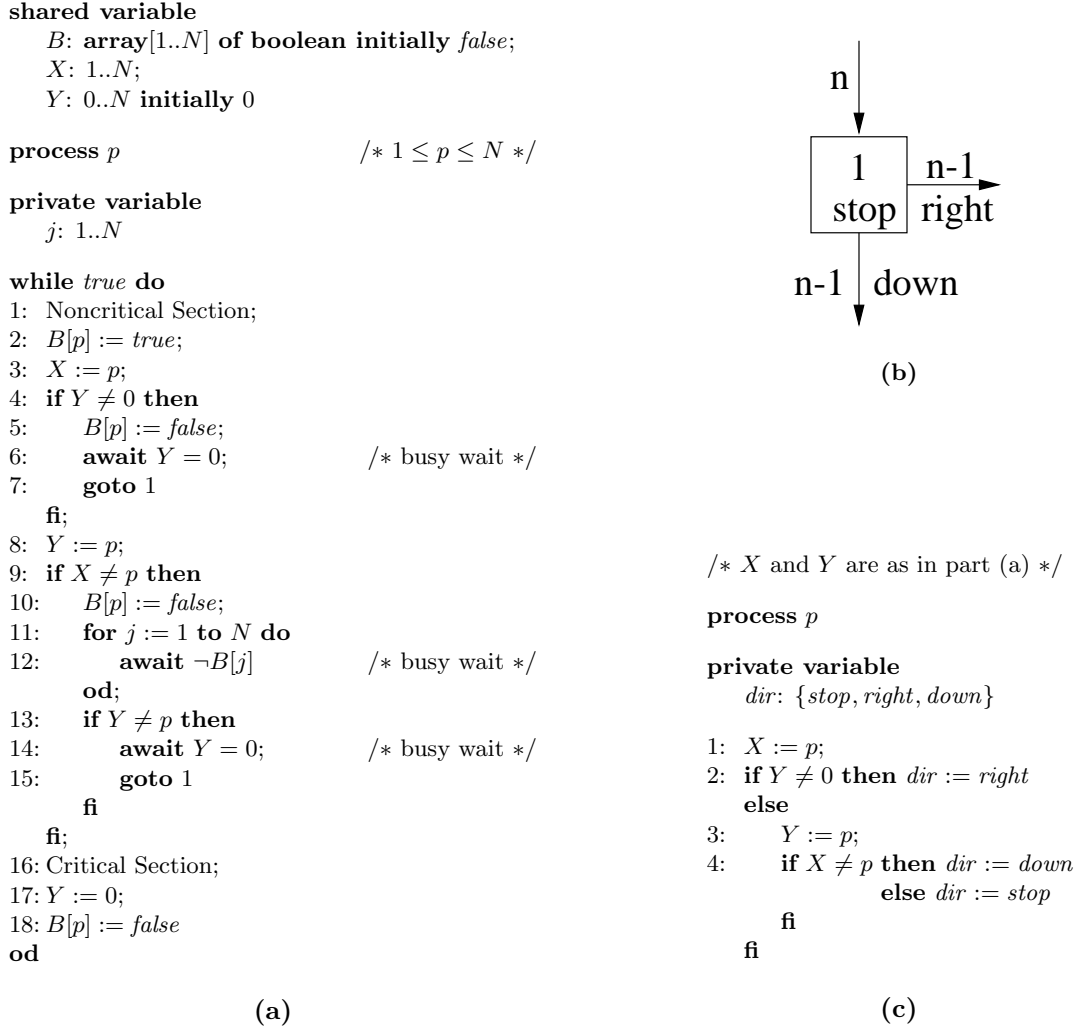 shared variable
B: array[1..N] of boolean initially false;
X: 1..N;
Y: 0..N initially 0
process p /∗ 1 ≤ p ≤ N ∗/
private variable
j: 1..N
while true do
1: Noncritical Section;
2: B[p] := true;
3: X := p;
4: if Y ≠ 0 then
5: B[p] := false;
6: await Y = 0; /∗ busy wait ∗/
7: goto 1
fi;
8: Y := p;
9: if X ≠ p then
10: B[p] := false;
11: for j := 1 to N do
12: await ¬B[j] /∗ busy wait ∗/
od;
13: if Y ≠ p then
14: await Y = 0; /∗ busy wait ∗/
15: goto 1
fi
fi;
16: Critical Section;
17: Y := 0;
18: B[p] := false
od
(a)
n
1
stop
n-1
right
n-1 down
(b)
/∗ X and Y are as in part (a) ∗/
process p
private variable
dir: {stop, right, down}
1: X := p;
2: if Y ≠ 0 then dir := right
else
3: Y := p;
4: if X ≠ p then dir := down
else dir := stop
fi
fi
(c)